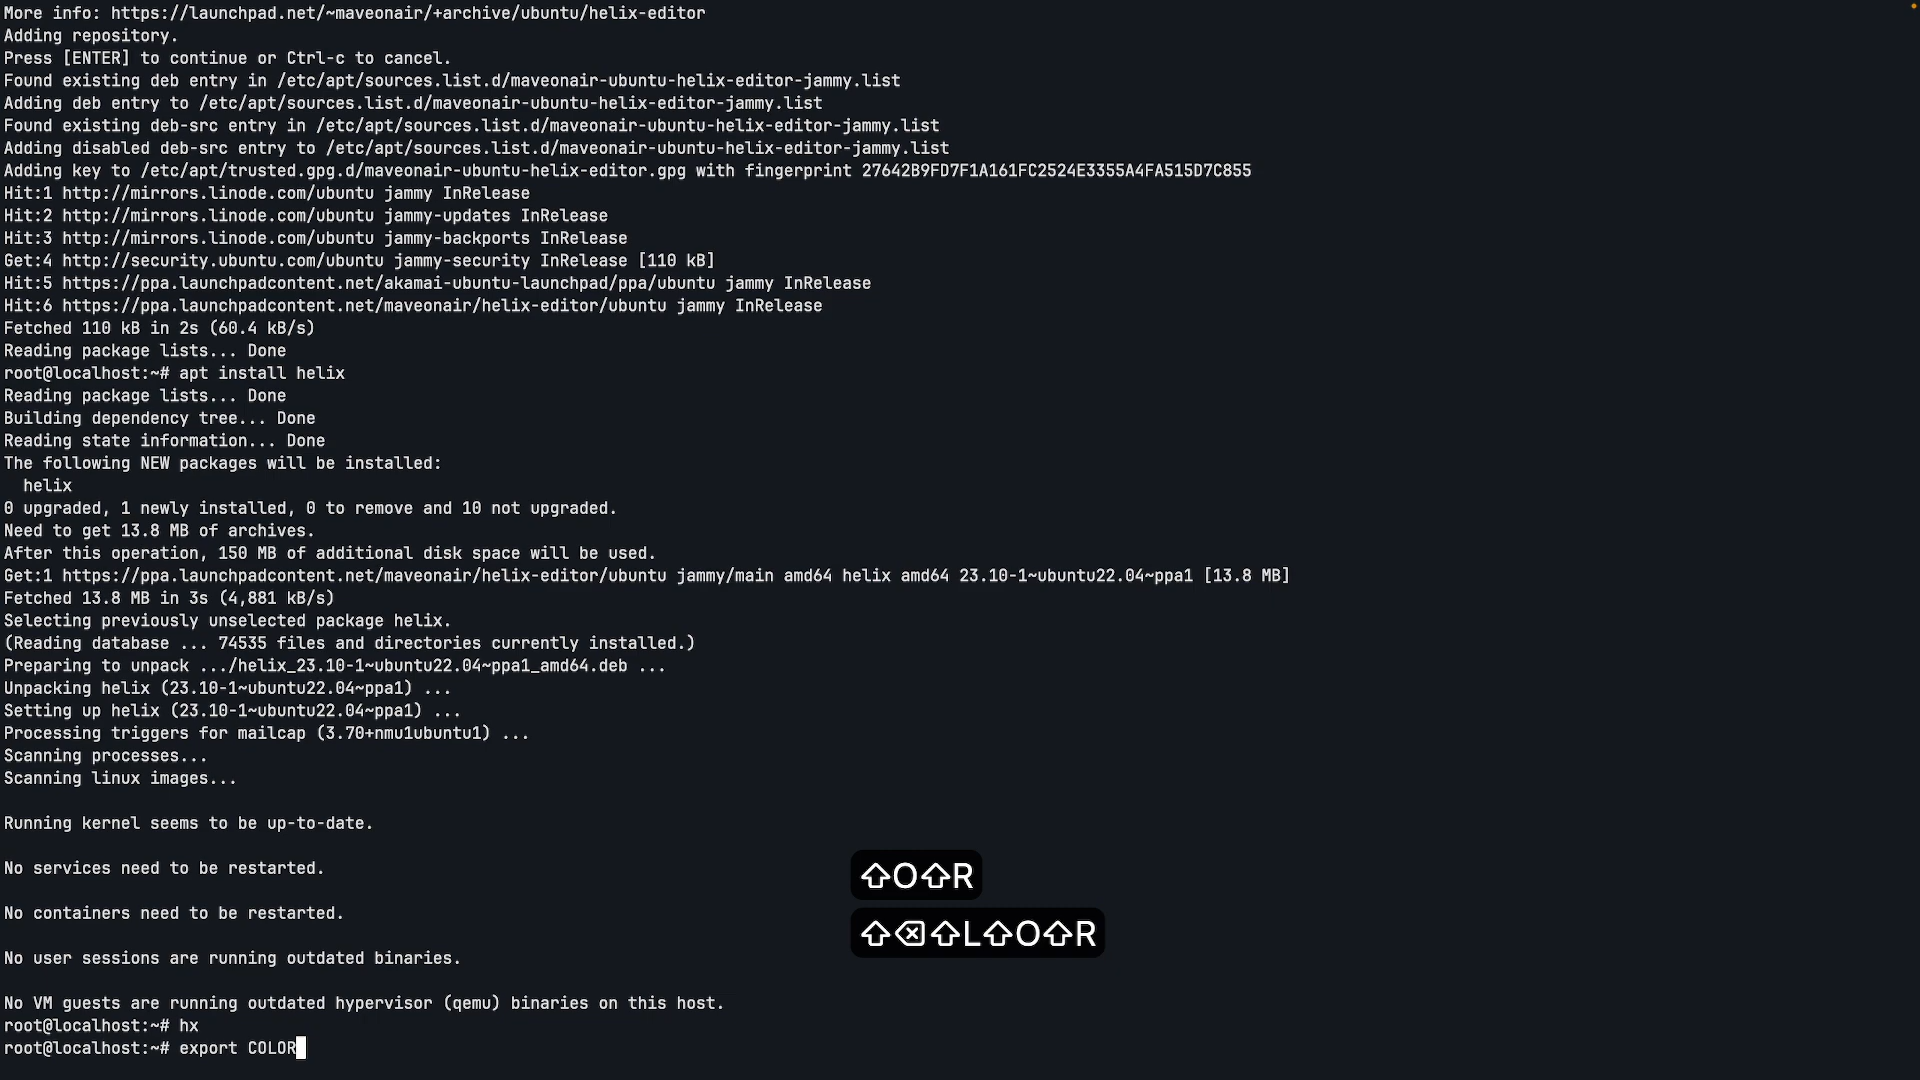 More info: https://launchpad.net/~maveonair/+archive/ubuntu/helix-editor
Adding repository.
Press [ENTER] to continue or Ctrl-c to cancel.
Found existing deb entry in /etc/apt/sources.list.d/maveonair-ubuntu-helix-editor-jammy.list
Adding deb entry to /etc/apt/sources.list.d/maveonair-ubuntu-helix-editor-jammy.list
Found existing deb-src entry in /etc/apt/sources.list.d/maveonair-ubuntu-helix-editor-jammy.list
Adding disabled deb-src entry to /etc/apt/sources.list.d/maveonair-ubuntu-helix-editor-jammy.list
Adding key to /etc/apt/trusted.gpg.d/maveonair-ubuntu-helix-editor.gpg with fingerprint 27642B9FD7F1A161FC2524E3355A4FA515D7C855
Hit:1 http://mirrors.linode.com/ubuntu jammy InRelease
Hit:2 http://mirrors.linode.com/ubuntu jammy-updates InRelease
Hit:3 http://mirrors.linode.com/ubuntu jammy-backports InRelease
Get:4 http://security.ubuntu.com/ubuntu jammy-security InRelease [110 kB]
Hit:5 https://ppa.launchpadcontent.net/akamai-ubuntu-launchpad/ppa/ubuntu jammy InRelease
Hit:6 https://ppa.launchpadcontent.net/maveonair/helix-editor/ubuntu jammy InRelease
Fetched 110 kB in 2s (60.4 kB/s)
Reading package lists... Done
root@localhost:~# apt install helix
Reading package lists... Done
Building dependency tree... Done
Reading state information... Done
The following NEW packages will be installed:
  helix
0 upgraded, 1 newly installed, 0 to remove and 10 not upgraded.
Need to get 13.8 MB of archives.
After this operation, 150 MB of additional disk space will be used.
Get:1 https://ppa.launchpadcontent.net/maveonair/helix-editor/ubuntu jammy/main amd64 helix amd64 23.10-1~ubuntu22.04~ppa1 [13.8 MB]
Fetched 13.8 MB in 3s (4,881 kB/s)
Selecting previously unselected package helix.
(Reading database ... 74535 files and directories currently installed.)
Preparing to unpack .../helix_23.10-1~ubuntu22.04~ppa1_amd64.deb ...
Unpacking helix (23.10-1~ubuntu22.04~ppa1) ...
Setting up helix (23.10-1~ubuntu22.04~ppa1) ...
Processing triggers for mailcap (3.70+nmu1ubuntu1) ...
Scanning processes...
Scanning linux images...
Running kernel seems to be up-to-date.
No services need to be restarted.
⇧O⇧R
No containers need to be restarted.
⇧⌫⇧L⇧O⇧R
No user sessions are running outdated binaries.
No VM guests are running outdated hypervisor (qemu) binaries on this host.
root@localhost:~# hx
root@localhost:~# export COLOR